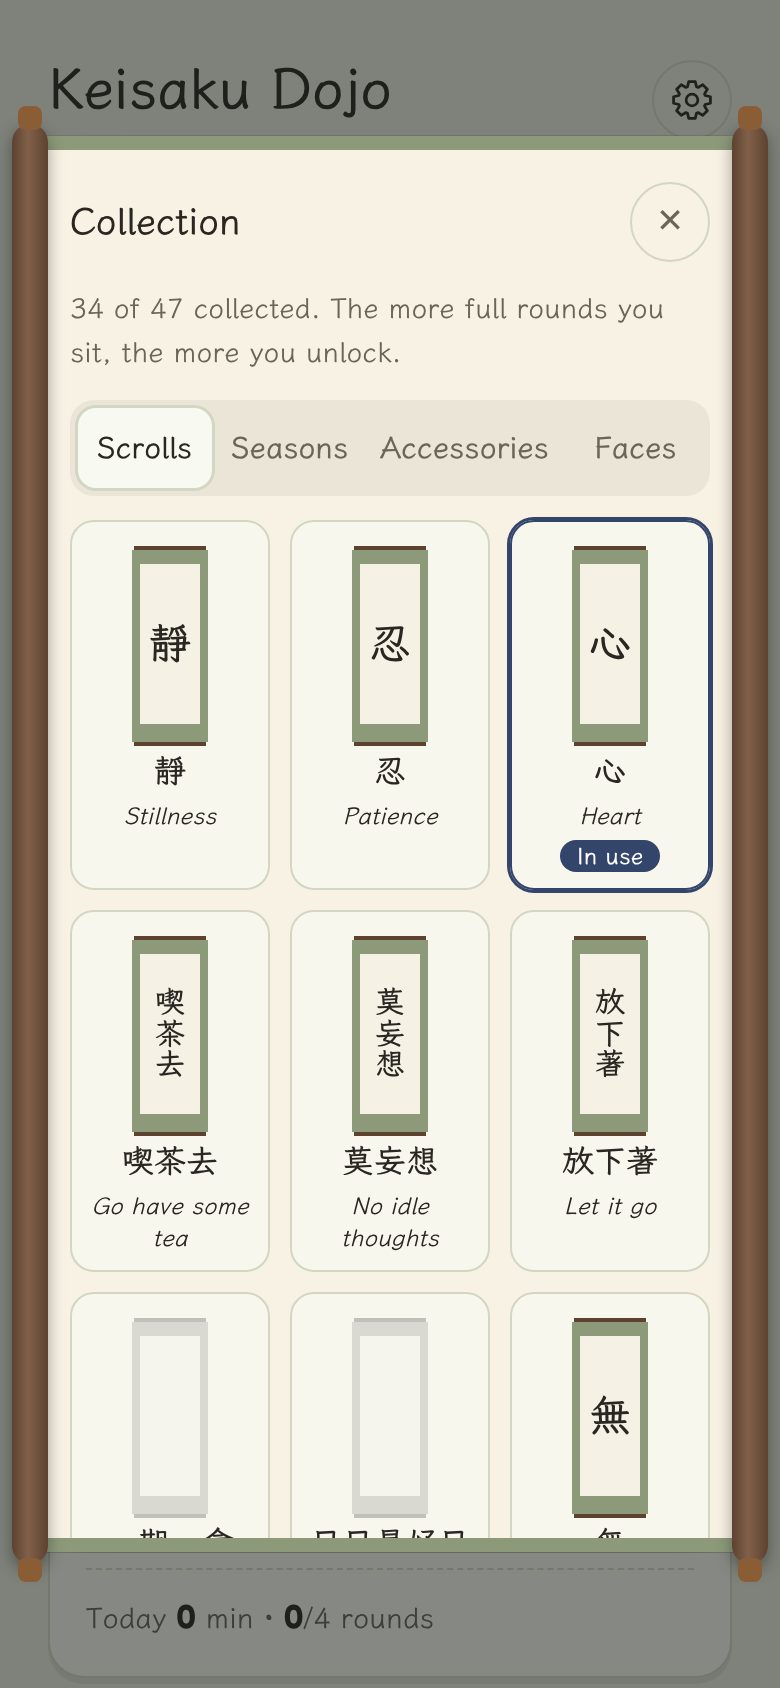 Keisaku Dojo
Collection
×
34 of 47 collected. The more full rounds you
sit, the more you unlock.
Scrolls Seasons Accessories Faces
靜
靜
Stillness
忍
忍
Patience
心
心
Heart
In use
喫茶去
喫茶去
Go have some
tea
莫妄想
莫妄想
No idle
thoughts
放下著
放下著
Let it go
無
Today 0 min • 0/4 rounds